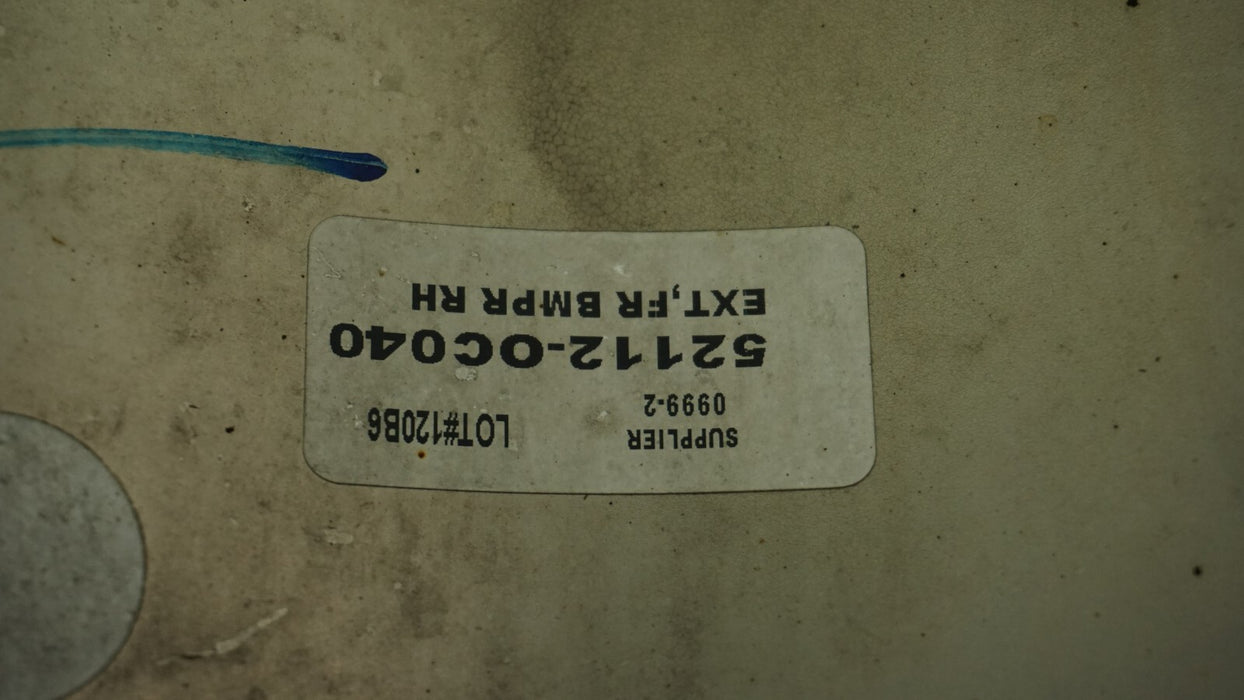 SUPPLIER
0999-2
LOT#120B6
52112-0C040
EXT,FR BMPR RH